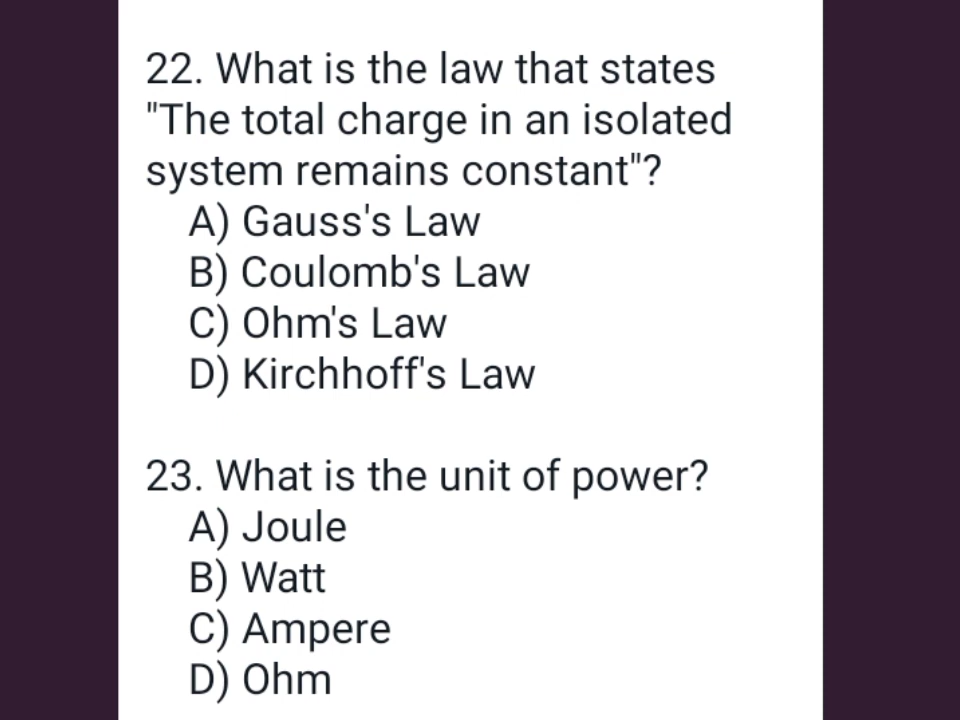 22. What is the law that states
"The total charge in an isolated
system remains constant"?
A) Gauss's Law
B) Coulomb's Law
C) Ohm's Law
D) Kirchhoff's Law
23. What is the unit of power?
A) Joule
B) Watt
C) Ampere
D) Ohm